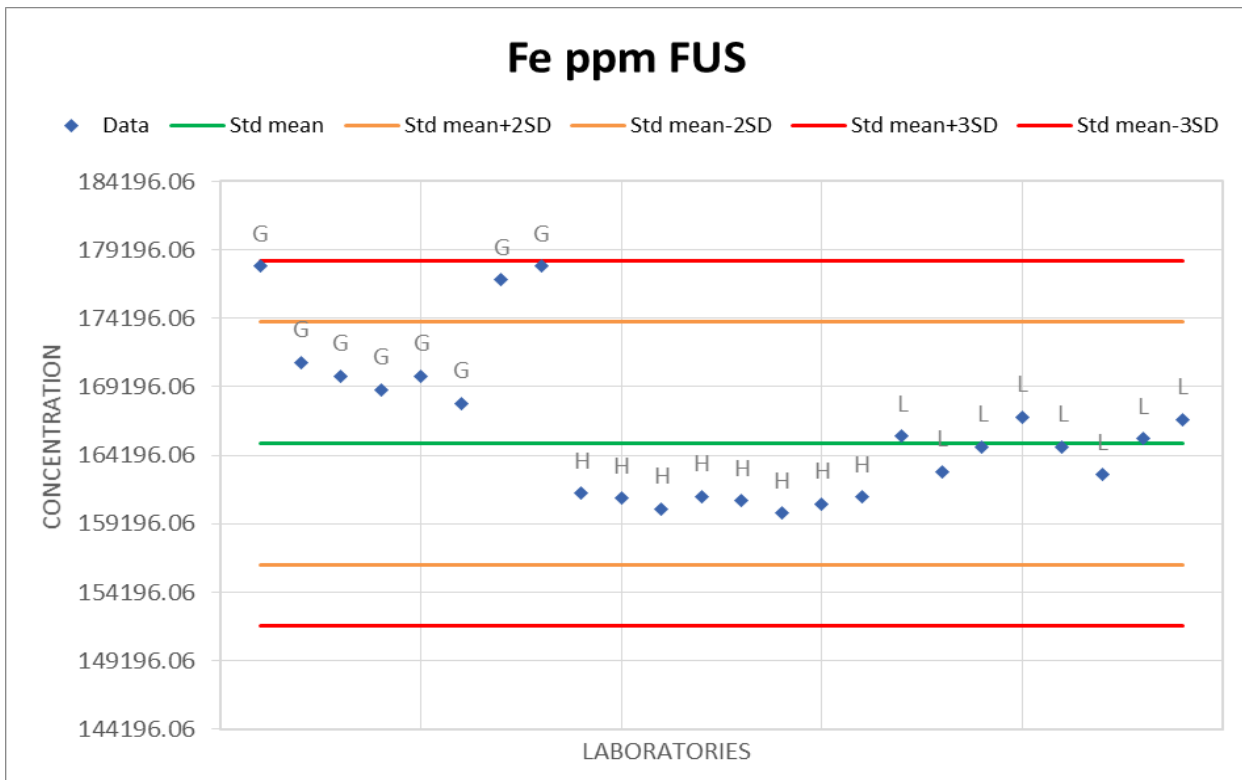 Fe ppm FUS
Data Std mean Std mean+2SD Std mean-2SD Std mean+3SD Std mean-3SD
184196.06
179196.06
174196.06
169196.06
164196.06
159196.06
154196.06
149196.06
144196.06
CONCENTRATION
G G G G G G G G H H H H H H H H L L L L L L L L
LABORATORIES